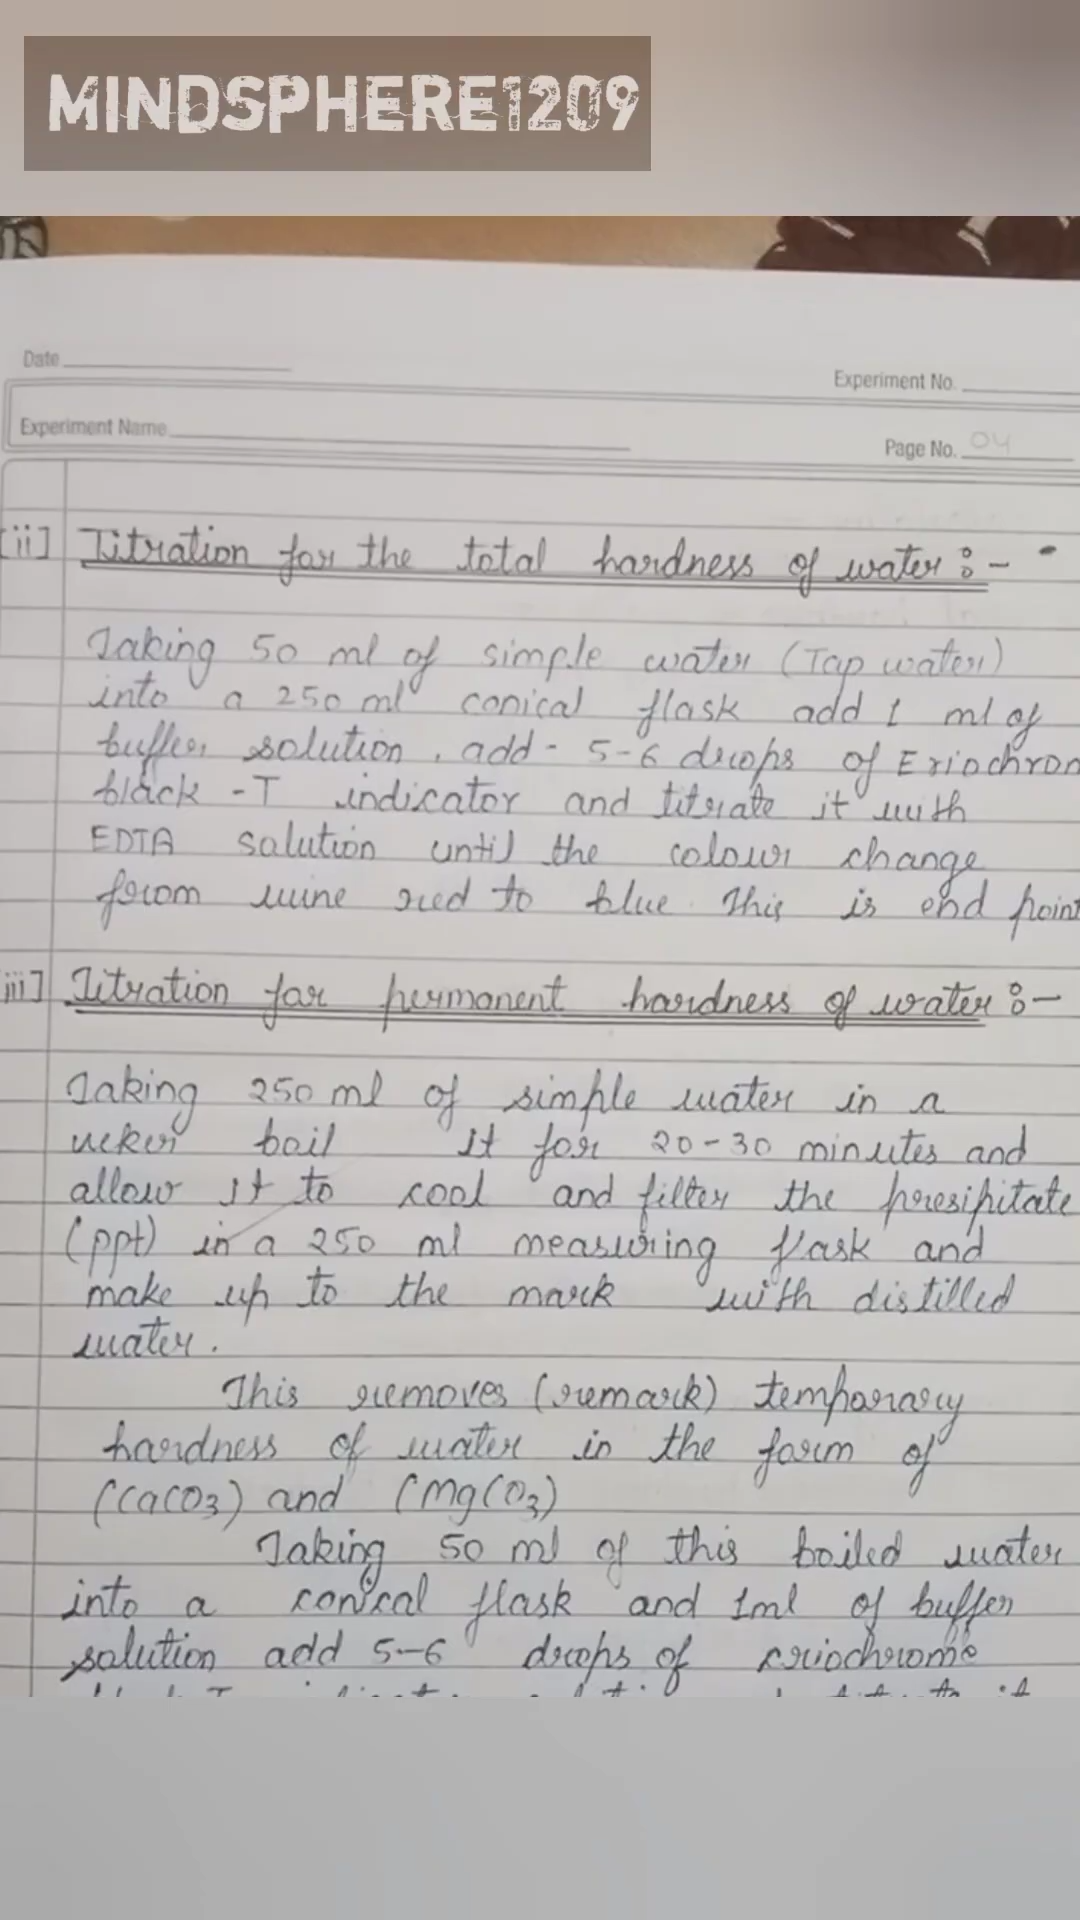 MINDSPHERE1209
Date
Experiment No.
Experiment Name
Page No. 04
ii] Titration for the total hardness of water :-
Taking 50 ml of simple water (Tap water)
into a 250 ml conical flask add 1 ml of
buffer solution. add - 5-6 drops of Eriochrom
black -T indicator and titrate it with
EDTA solution until the colour change
from wine red to blue. This is end point
iii] Titration for permanent hardness of water :-
Taking 250 ml of simple water in a
boil it for 20-30 minutes and
allow it to cool and filter the presipitate
(ppt) in a 250 ml measuring flask and
make up to the mark with distilled
water.
This removes (remark) temporary
hardness of water in the form of
(CaCO3) and (MgCO3)
Taking 50 ml of this boiled water
into a conical flask and 1ml of buffer
solution add 5-6 drops of eriochrome